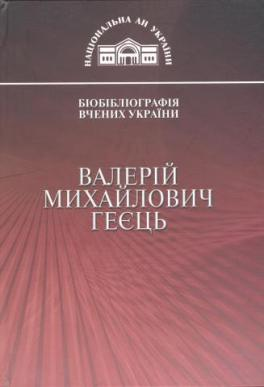 НАЦІОНАЛЬНА АН УКРАЇНИ
БІОБІБЛІОГРАФІЯ
ВЧЕНИХ УКРАЇНИ
ВАЛЕРІЙ
МИХАЙЛОВИЧ
ГЕЄЦЬ